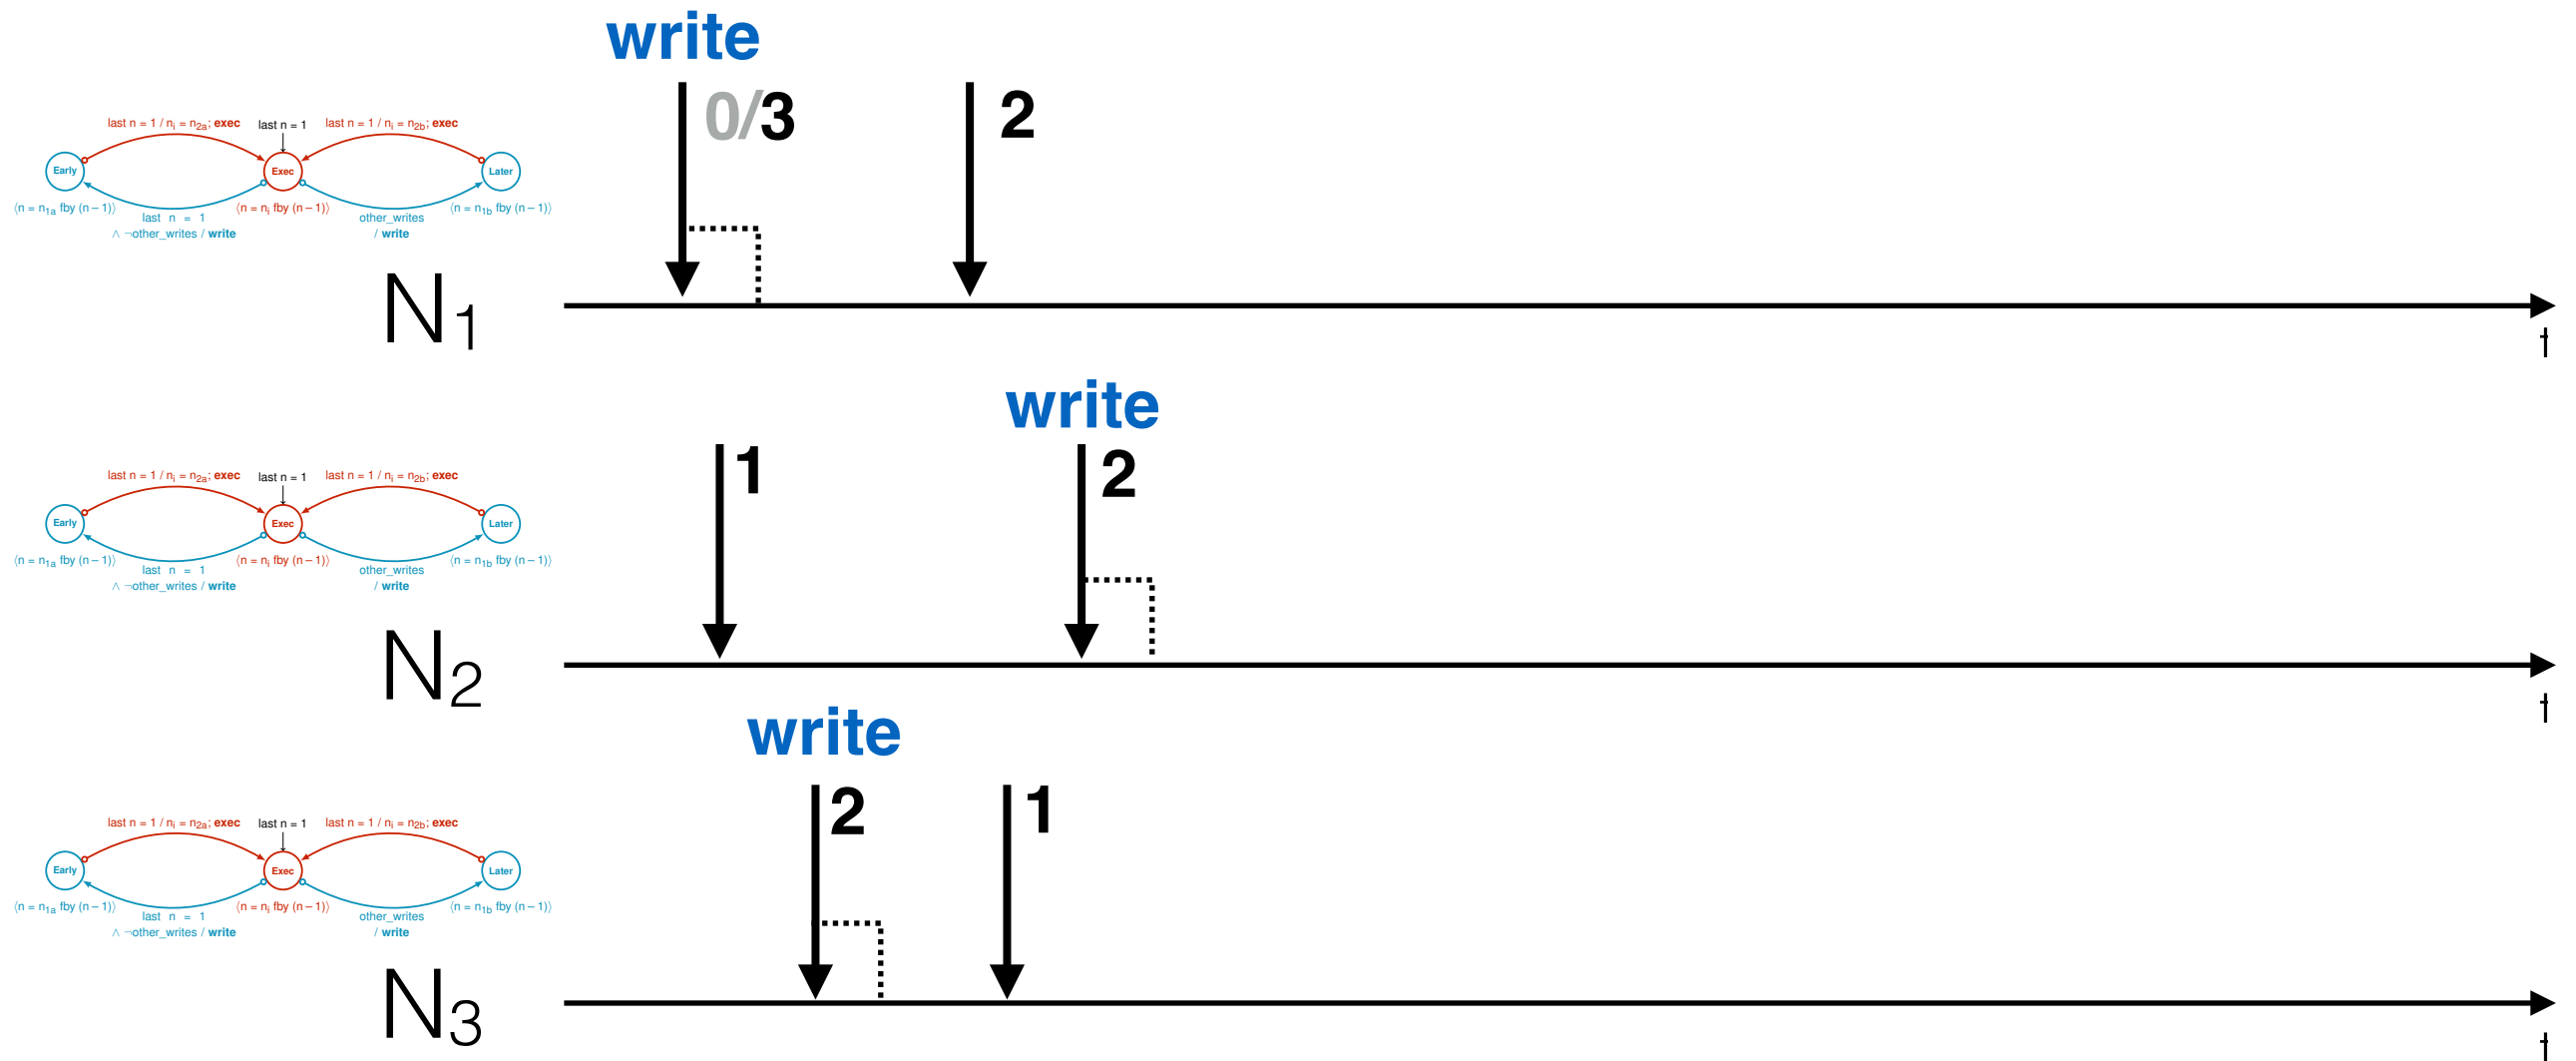 write
0/3
2
last n = 1 / nᵢ = n₂ₐ; exec
last n = 1
last n = 1 / nᵢ = n₂b; exec
Early
Exec
Later
⟨n = n₁ₐ fby (n – 1)⟩
⟨n = nᵢ fby (n – 1)⟩
⟨n = n₁b fby (n – 1)⟩
last n = 1
∧ ¬other_writes / write
other_writes
/ write
N₁
t
write
1
2
last n = 1 / nᵢ = n₂ₐ; exec
last n = 1
last n = 1 / nᵢ = n₂b; exec
Early
Exec
Later
⟨n = n₁ₐ fby (n – 1)⟩
⟨n = nᵢ fby (n – 1)⟩
⟨n = n₁b fby (n – 1)⟩
last n = 1
∧ ¬other_writes / write
other_writes
/ write
N₂
t
write
2
1
last n = 1 / nᵢ = n₂ₐ; exec
last n = 1
last n = 1 / nᵢ = n₂b; exec
Early
Exec
Later
⟨n = n₁ₐ fby (n – 1)⟩
⟨n = nᵢ fby (n – 1)⟩
⟨n = n₁b fby (n – 1)⟩
last n = 1
∧ ¬other_writes / write
other_writes
/ write
N₃
t